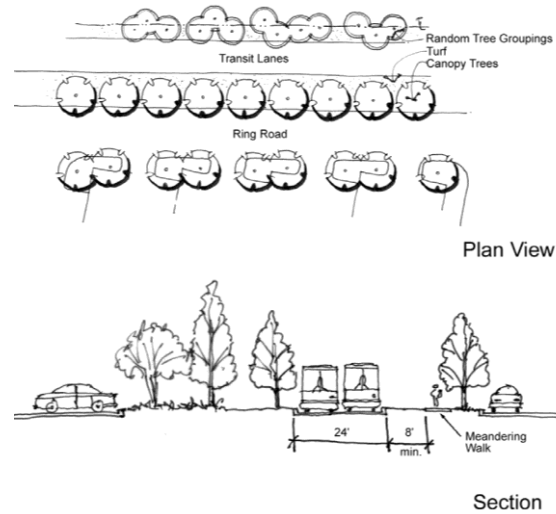 Random Tree Groupings
Transit Lanes
Turf
Canopy Trees
Ring Road
Plan View
24'
8'
min.
Meandering
Walk
Section